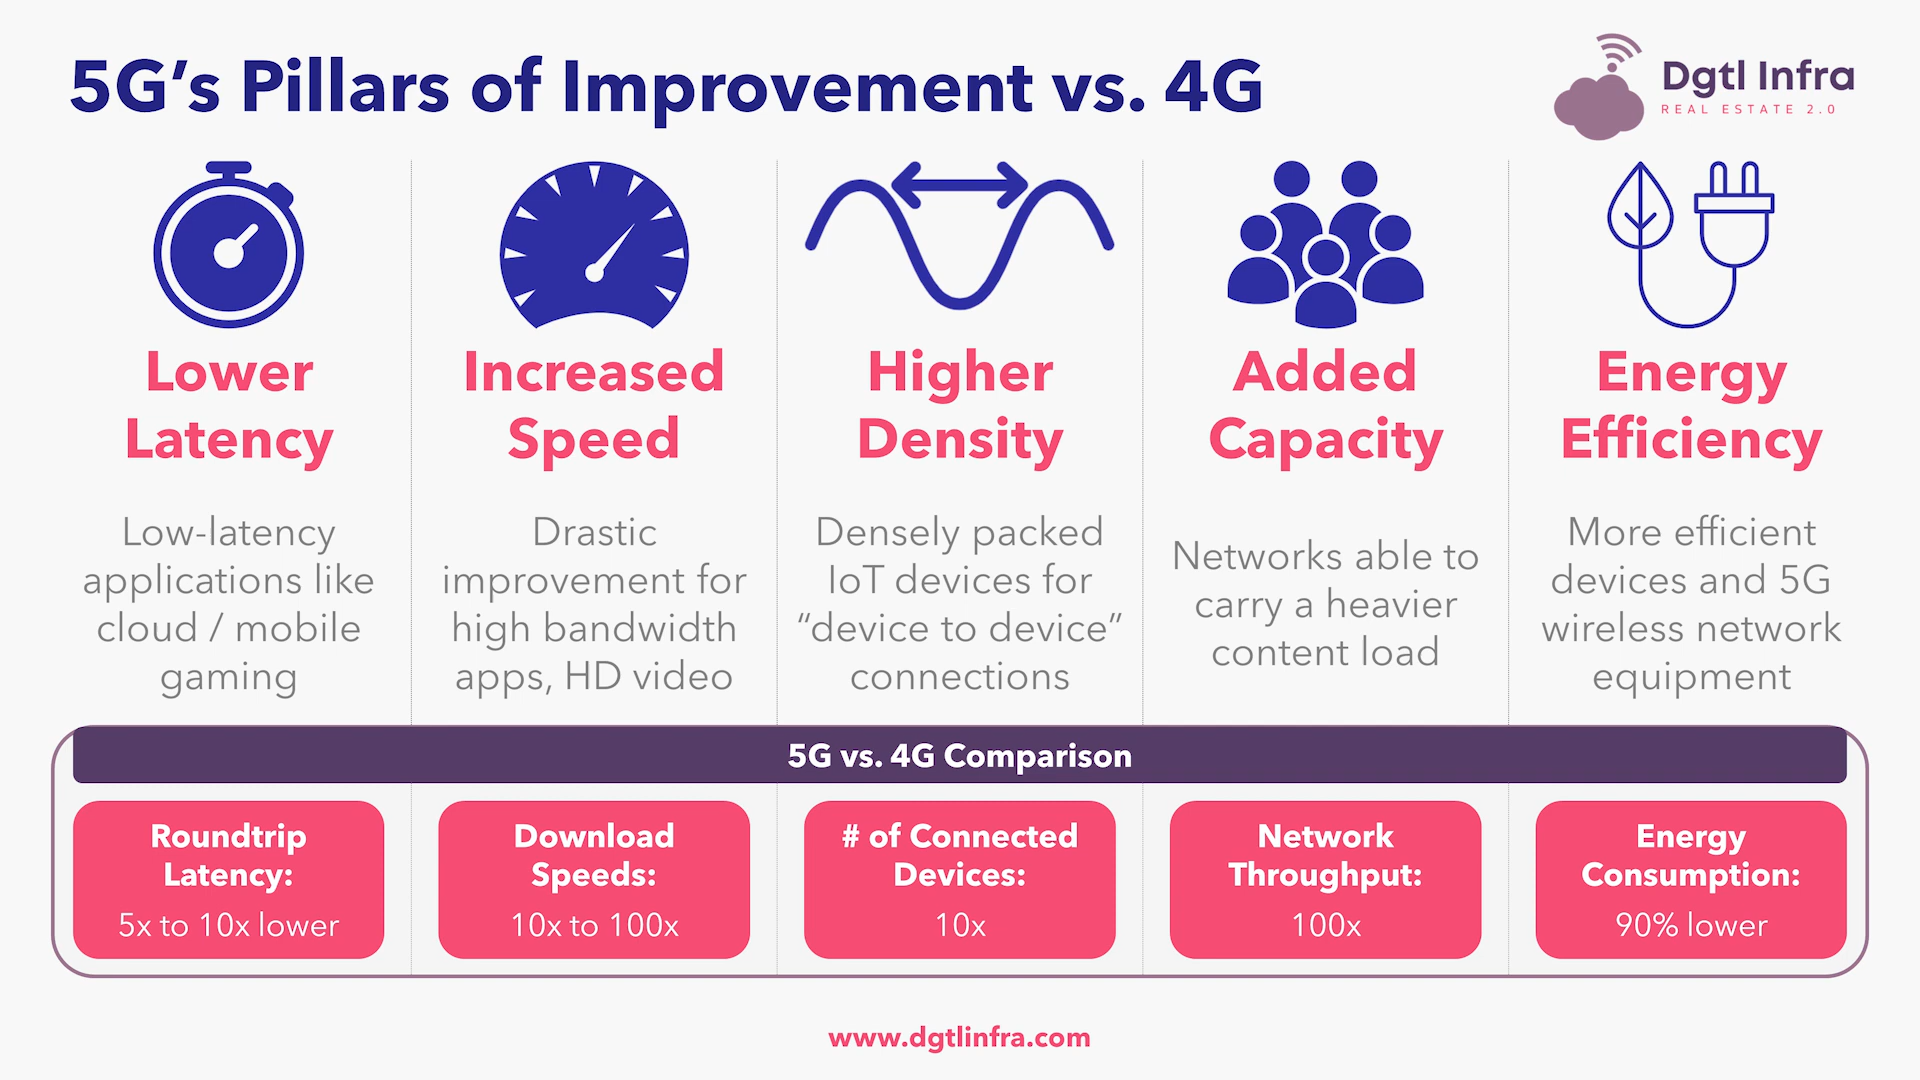 5G’s Pillars of Improvement vs. 4G
Dgtl Infra
REAL ESTATE 2.0
Lower
Latency
Low-latency
applications like
cloud / mobile
gaming
Increased
Speed
Drastic
improvement for
high bandwidth
apps, HD video
Higher
Density
Densely packed
IoT devices for
“device to device”
connections
Added
Capacity
Networks able to
carry a heavier
content load
Energy
Efficiency
More efficient
devices and 5G
wireless network
equipment
5G vs. 4G Comparison
Roundtrip
Latency:
5x to 10x lower
Download
Speeds:
10x to 100x
# of Connected
Devices:
10x
Network
Throughput:
100x
Energy
Consumption:
90% lower
www.dgtlinfra.com